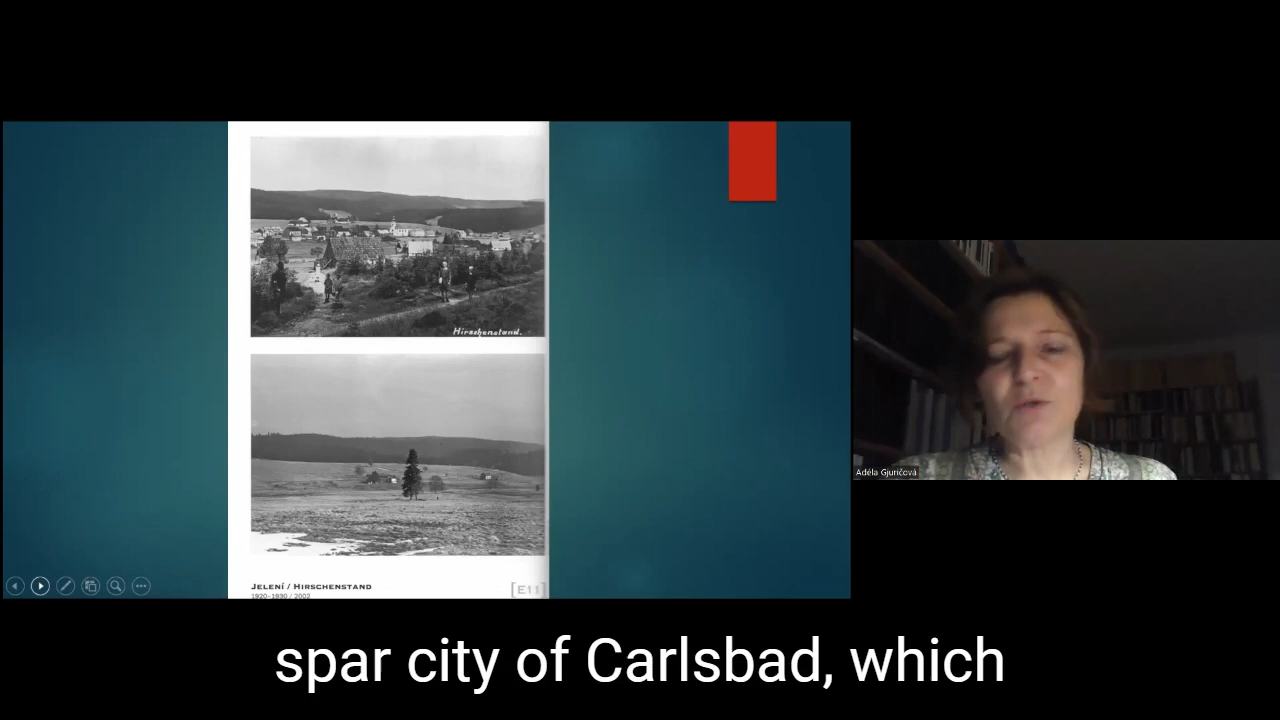 Hirschenstand.
JELENÍ / HIRSCHENSTAND
1920–1930 / 2002
[E11]
Adéla Gjuričová
spar city of Carlsbad, which